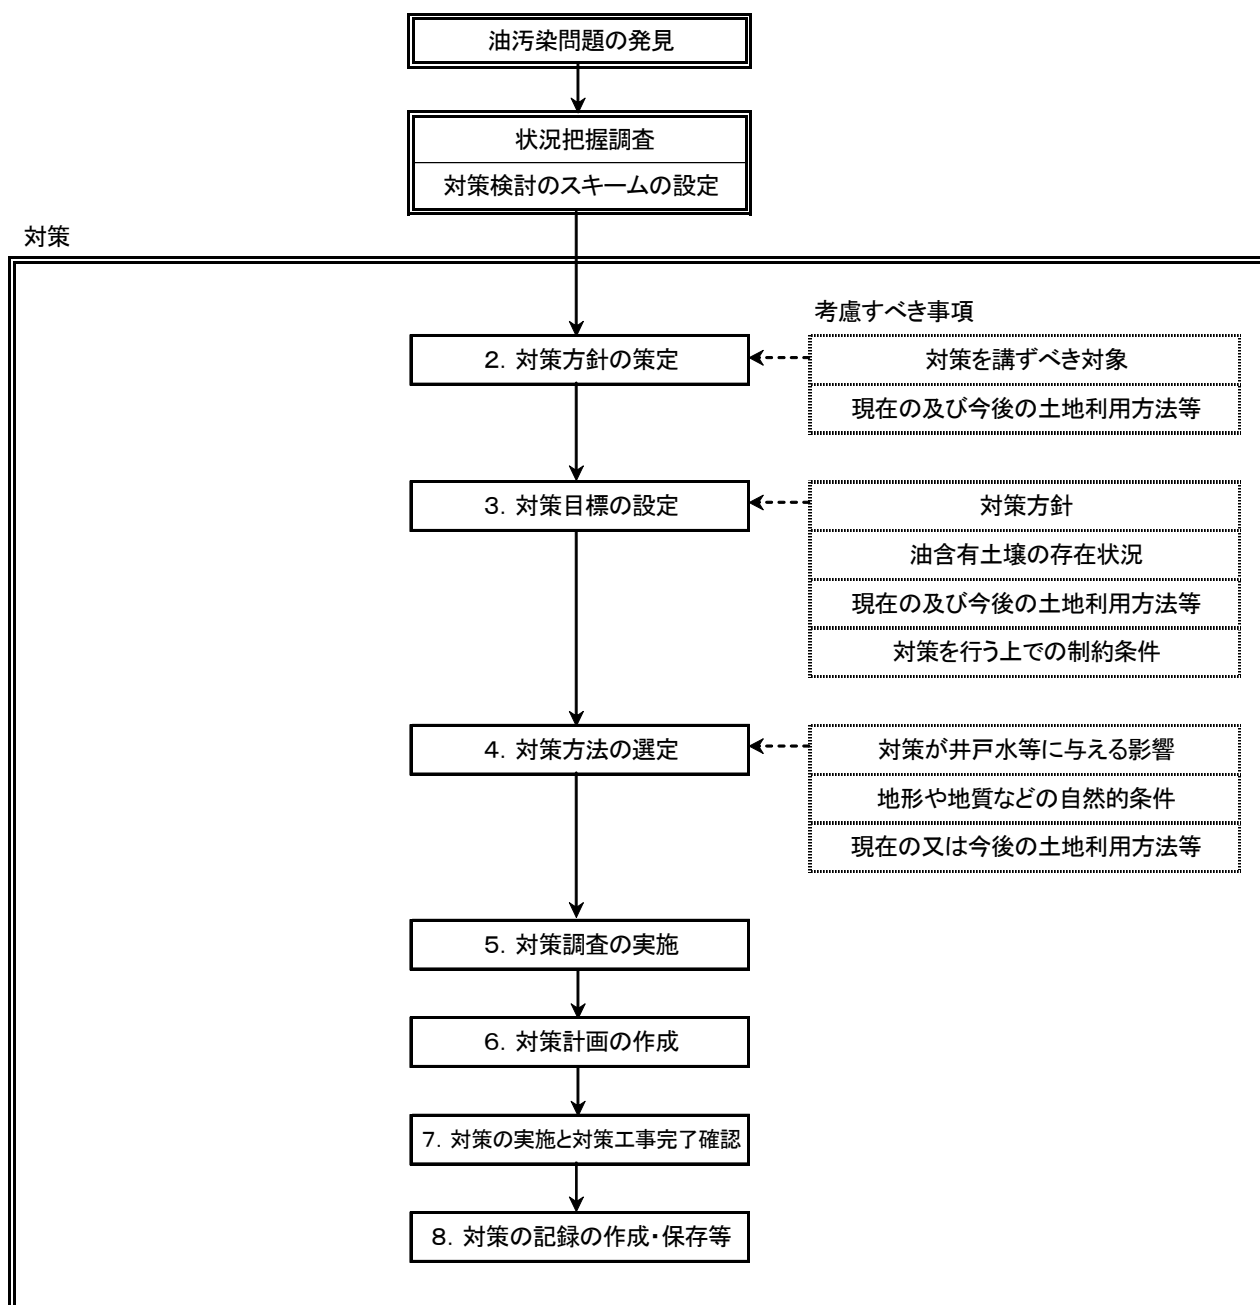 油汚染問題の発見
状況把握調査
対策検討のスキームの設定
対策
考慮すべき事項
2. 対策方針の策定
対策を講ずべき対象
現在の及び今後の土地利用方法等
3. 対策目標の設定
対策方針
油含有土壌の存在状況
現在の及び今後の土地利用方法等
対策を行う上での制約条件
4. 対策方法の選定
対策が井戸水等に与える影響
地形や地質などの自然的条件
現在の又は今後の土地利用方法等
5. 対策調査の実施
6. 対策計画の作成
7. 対策の実施と対策工事完了確認
8. 対策の記録の作成・保存等